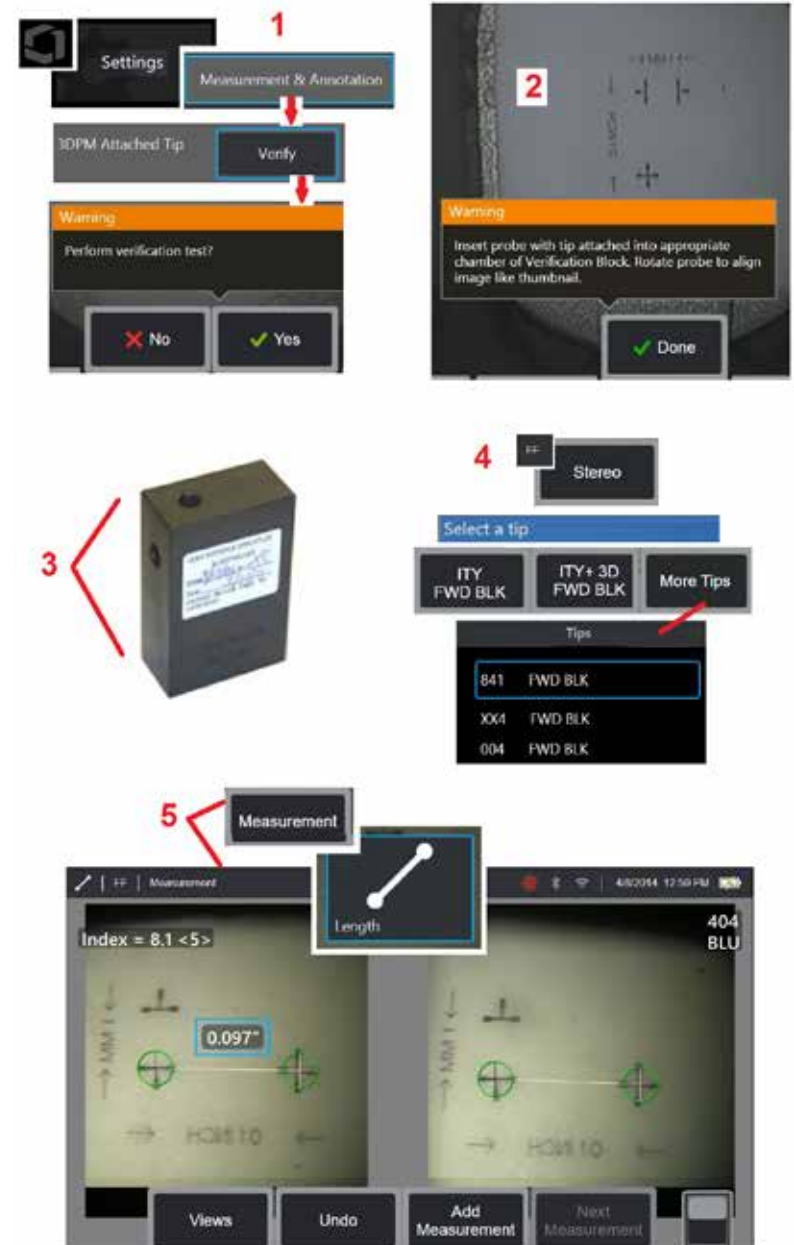 1
Settings
Measurement & Annotation
3DPM Attached Tip
Verify
Warning
Perform verification test?
No
Yes
2
Warning
Insert probe with tip attached into appropriate
chamber of Verification Block. Rotate probe to align
image like thumbnail.
Done
3
4
FF
Stereo
Select a tip
ITY
FWD BLK
ITY+ 3D
FWD BLK
More Tips
Tips
841 FWD BLK
XX4 FWD BLK
004 FWD BLK
5
Measurement
Length
FF
Measurement
4/8/2014 12:59 PM
Index = 8.1 <5>
404
BLU
0.097"
1 MM
Views
Undo
Add
Measurement
Next
Measurement